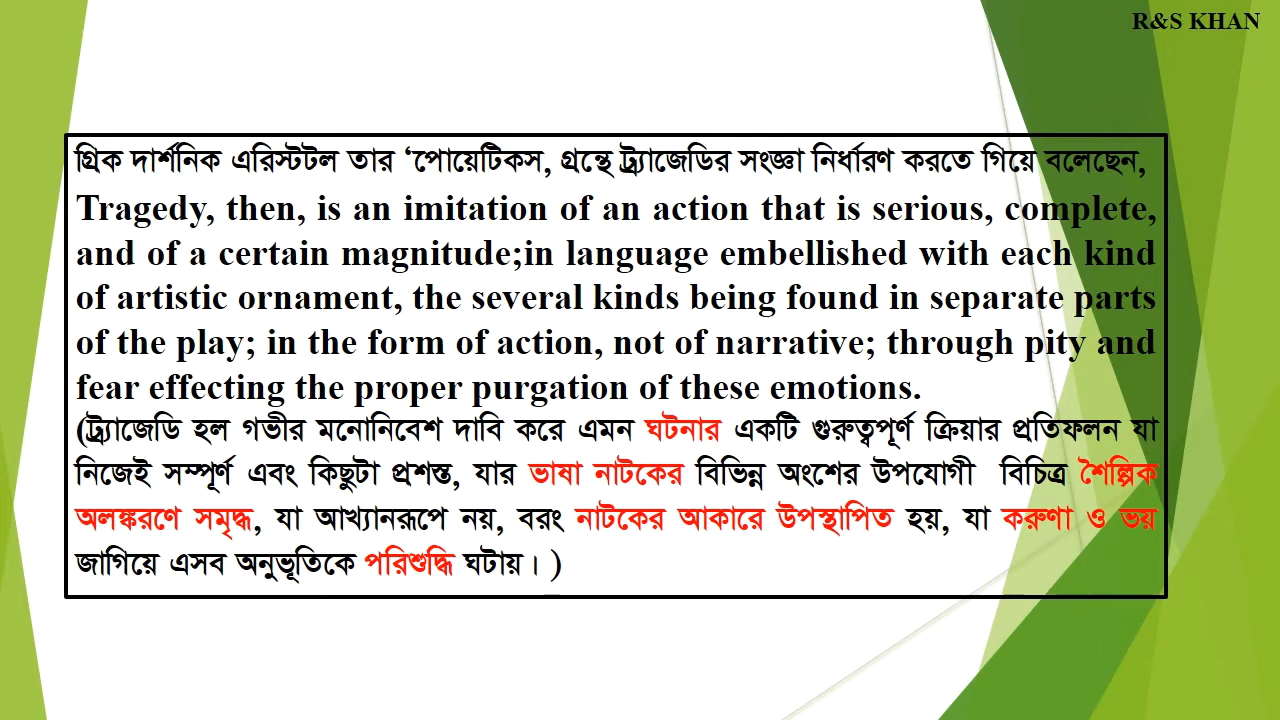 R&S KHAN
গ্রিক দার্শনিক এরিস্টটল তার ‘পোয়েটিকস, গ্রন্থে ট্র্যাজেডির সংজ্ঞা নির্ধারণ করতে গিয়ে বলেছেন,
Tragedy, then, is an imitation of an action that is serious, complete,
and of a certain magnitude;in language embellished with each kind
of artistic ornament, the several kinds being found in separate parts
of the play; in the form of action, not of narrative; through pity and
fear effecting the proper purgation of these emotions.
(ট্র্যাজেডি হল গভীর মনোনিবেশ দাবি করে এমন ঘটনার একটি গুরুত্বপূর্ণ ক্রিয়ার প্রতিফলন যা
নিজেই সম্পূর্ণ এবং কিছুটা প্রশস্ত, যার ভাষা নাটকের বিভিন্ন অংশের উপযোগী বিচিত্র শৈল্পিক
অলঙ্করণে সমৃদ্ধ, যা আখ্যানরূপে নয়, বরং নাটকের আকারে উপস্থাপিত হয়, যা করুণা ও ভয়
জাগিয়ে এসব অনুভূতিকে পরিশুদ্ধি ঘটায়। )